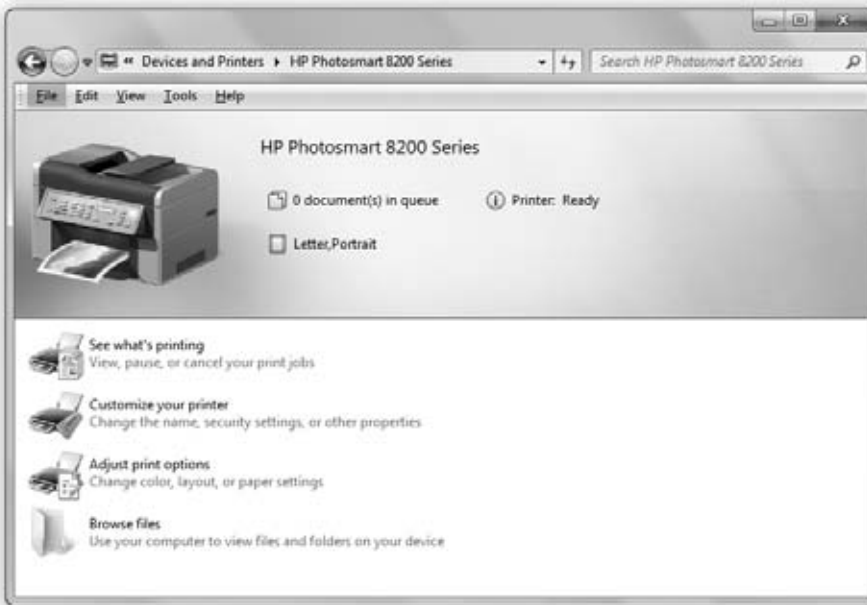 « Devices and Printers ▸ HP Photosmart 8200 Series
Search HP Photosmart 8200 Series
File Edit View Tools Help
HP Photosmart 8200 Series
0 document(s) in queue
Printer: Ready
Letter,Portrait
See what's printing
View, pause, or cancel your print jobs
Customize your printer
Change the name, security settings, or other properties
Adjust print options
Change color, layout, or paper settings
Browse files
Use your computer to view files and folders on your device